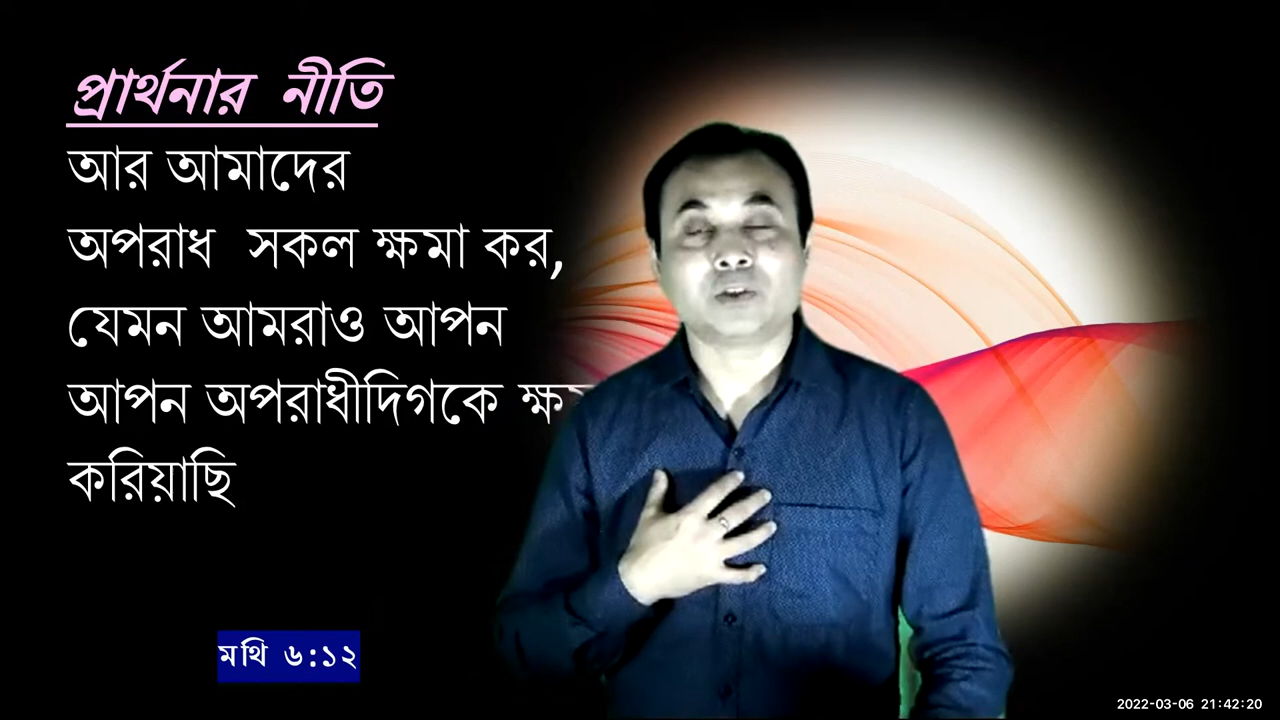 প্রার্থনার নীতি
আর আমাদের
অপরাধ সকল ক্ষমা কর,
যেমন আমরাও আপন
আপন অপরাধীদিগকে
করিয়াছি
মথি ৬:১২
2022-03-06 21:42:20